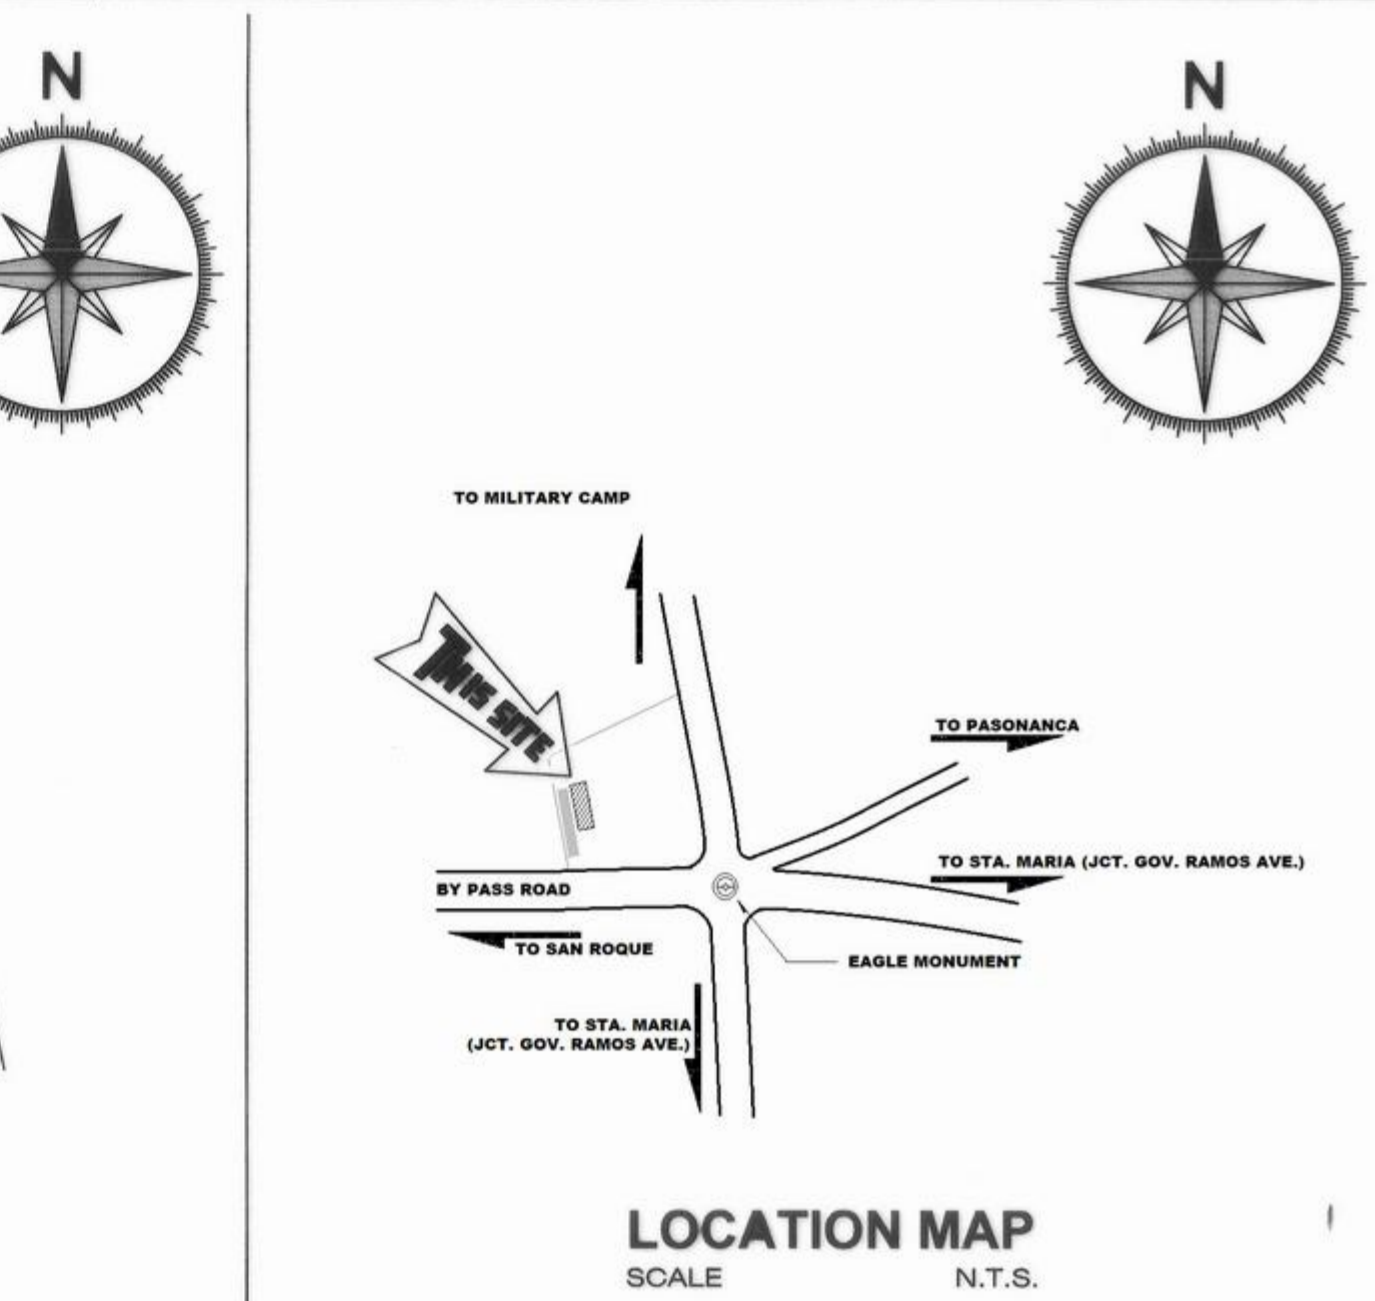 N
N
TO MILITARY CAMP
THIS SITE
TO PASONANCA
TO STA. MARIA (JCT. GOV. RAMOS AVE.)
BY PASS ROAD
TO SAN ROQUE
EAGLE MONUMENT
TO STA. MARIA
(JCT. GOV. RAMOS AVE.)
LOCATION MAP
SCALE N.T.S.